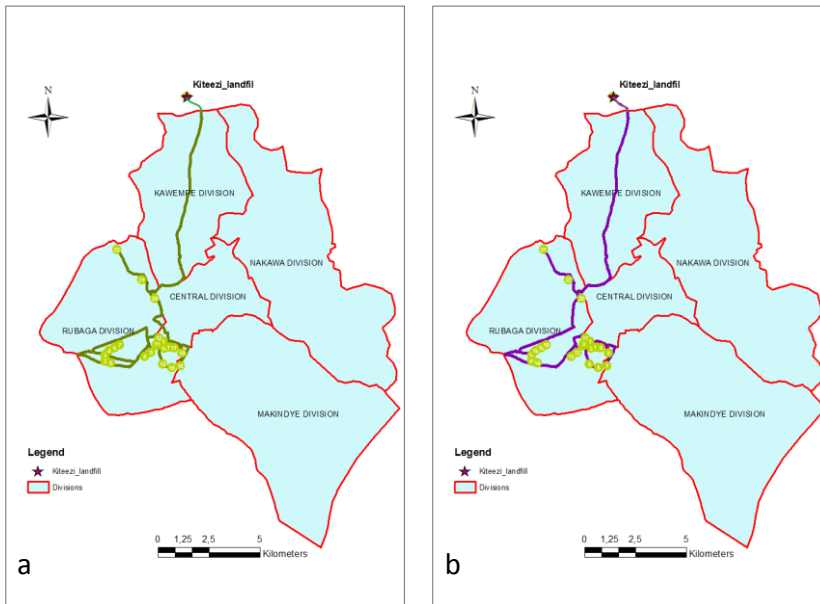 Kiteezi_landfil
N
KAWEMPE DIVISION
NAKAWA DIVISION
CENTRAL DIVISION
RUBAGA DIVISION
MAKINDYE DIVISION
Legend
Kiteezi_landfill
Divisions
0 1,25 2,5 5
Kilometers
a
Kiteezi_landfil
N
KAWEMPE DIVISION
NAKAWA DIVISION
CENTRAL DIVISION
RUBAGA DIVISION
MAKINDYE DIVISION
Legend
Kiteezi_landfill
Divisions
0 1,25 2,5 5
Kilometers
b